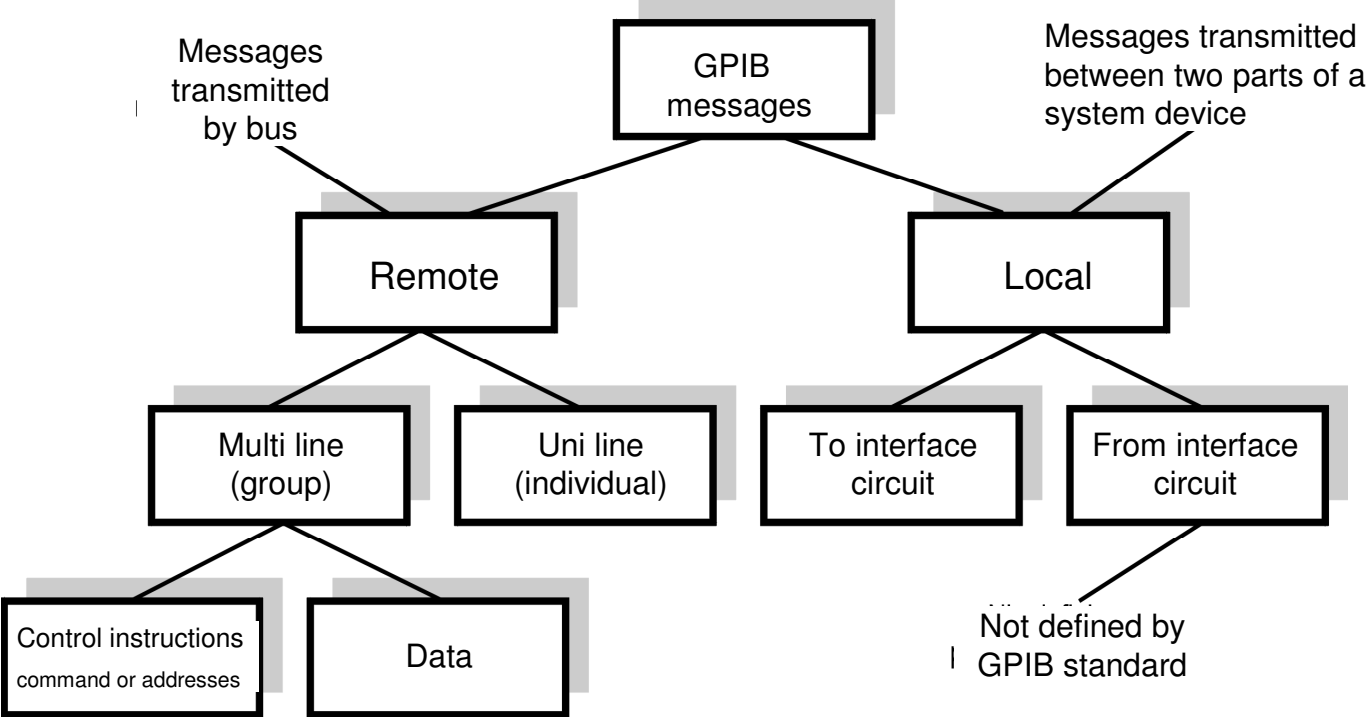 Messages
transmitted
by bus
GPIB
messages
Messages transmitted
between two parts of a
system device
Remote
Local
Multi line
(group)
Uni line
(individual)
To interface
circuit
From interface
circuit
Control instructions
command or addresses
Data
Not defined by
GPIB standard